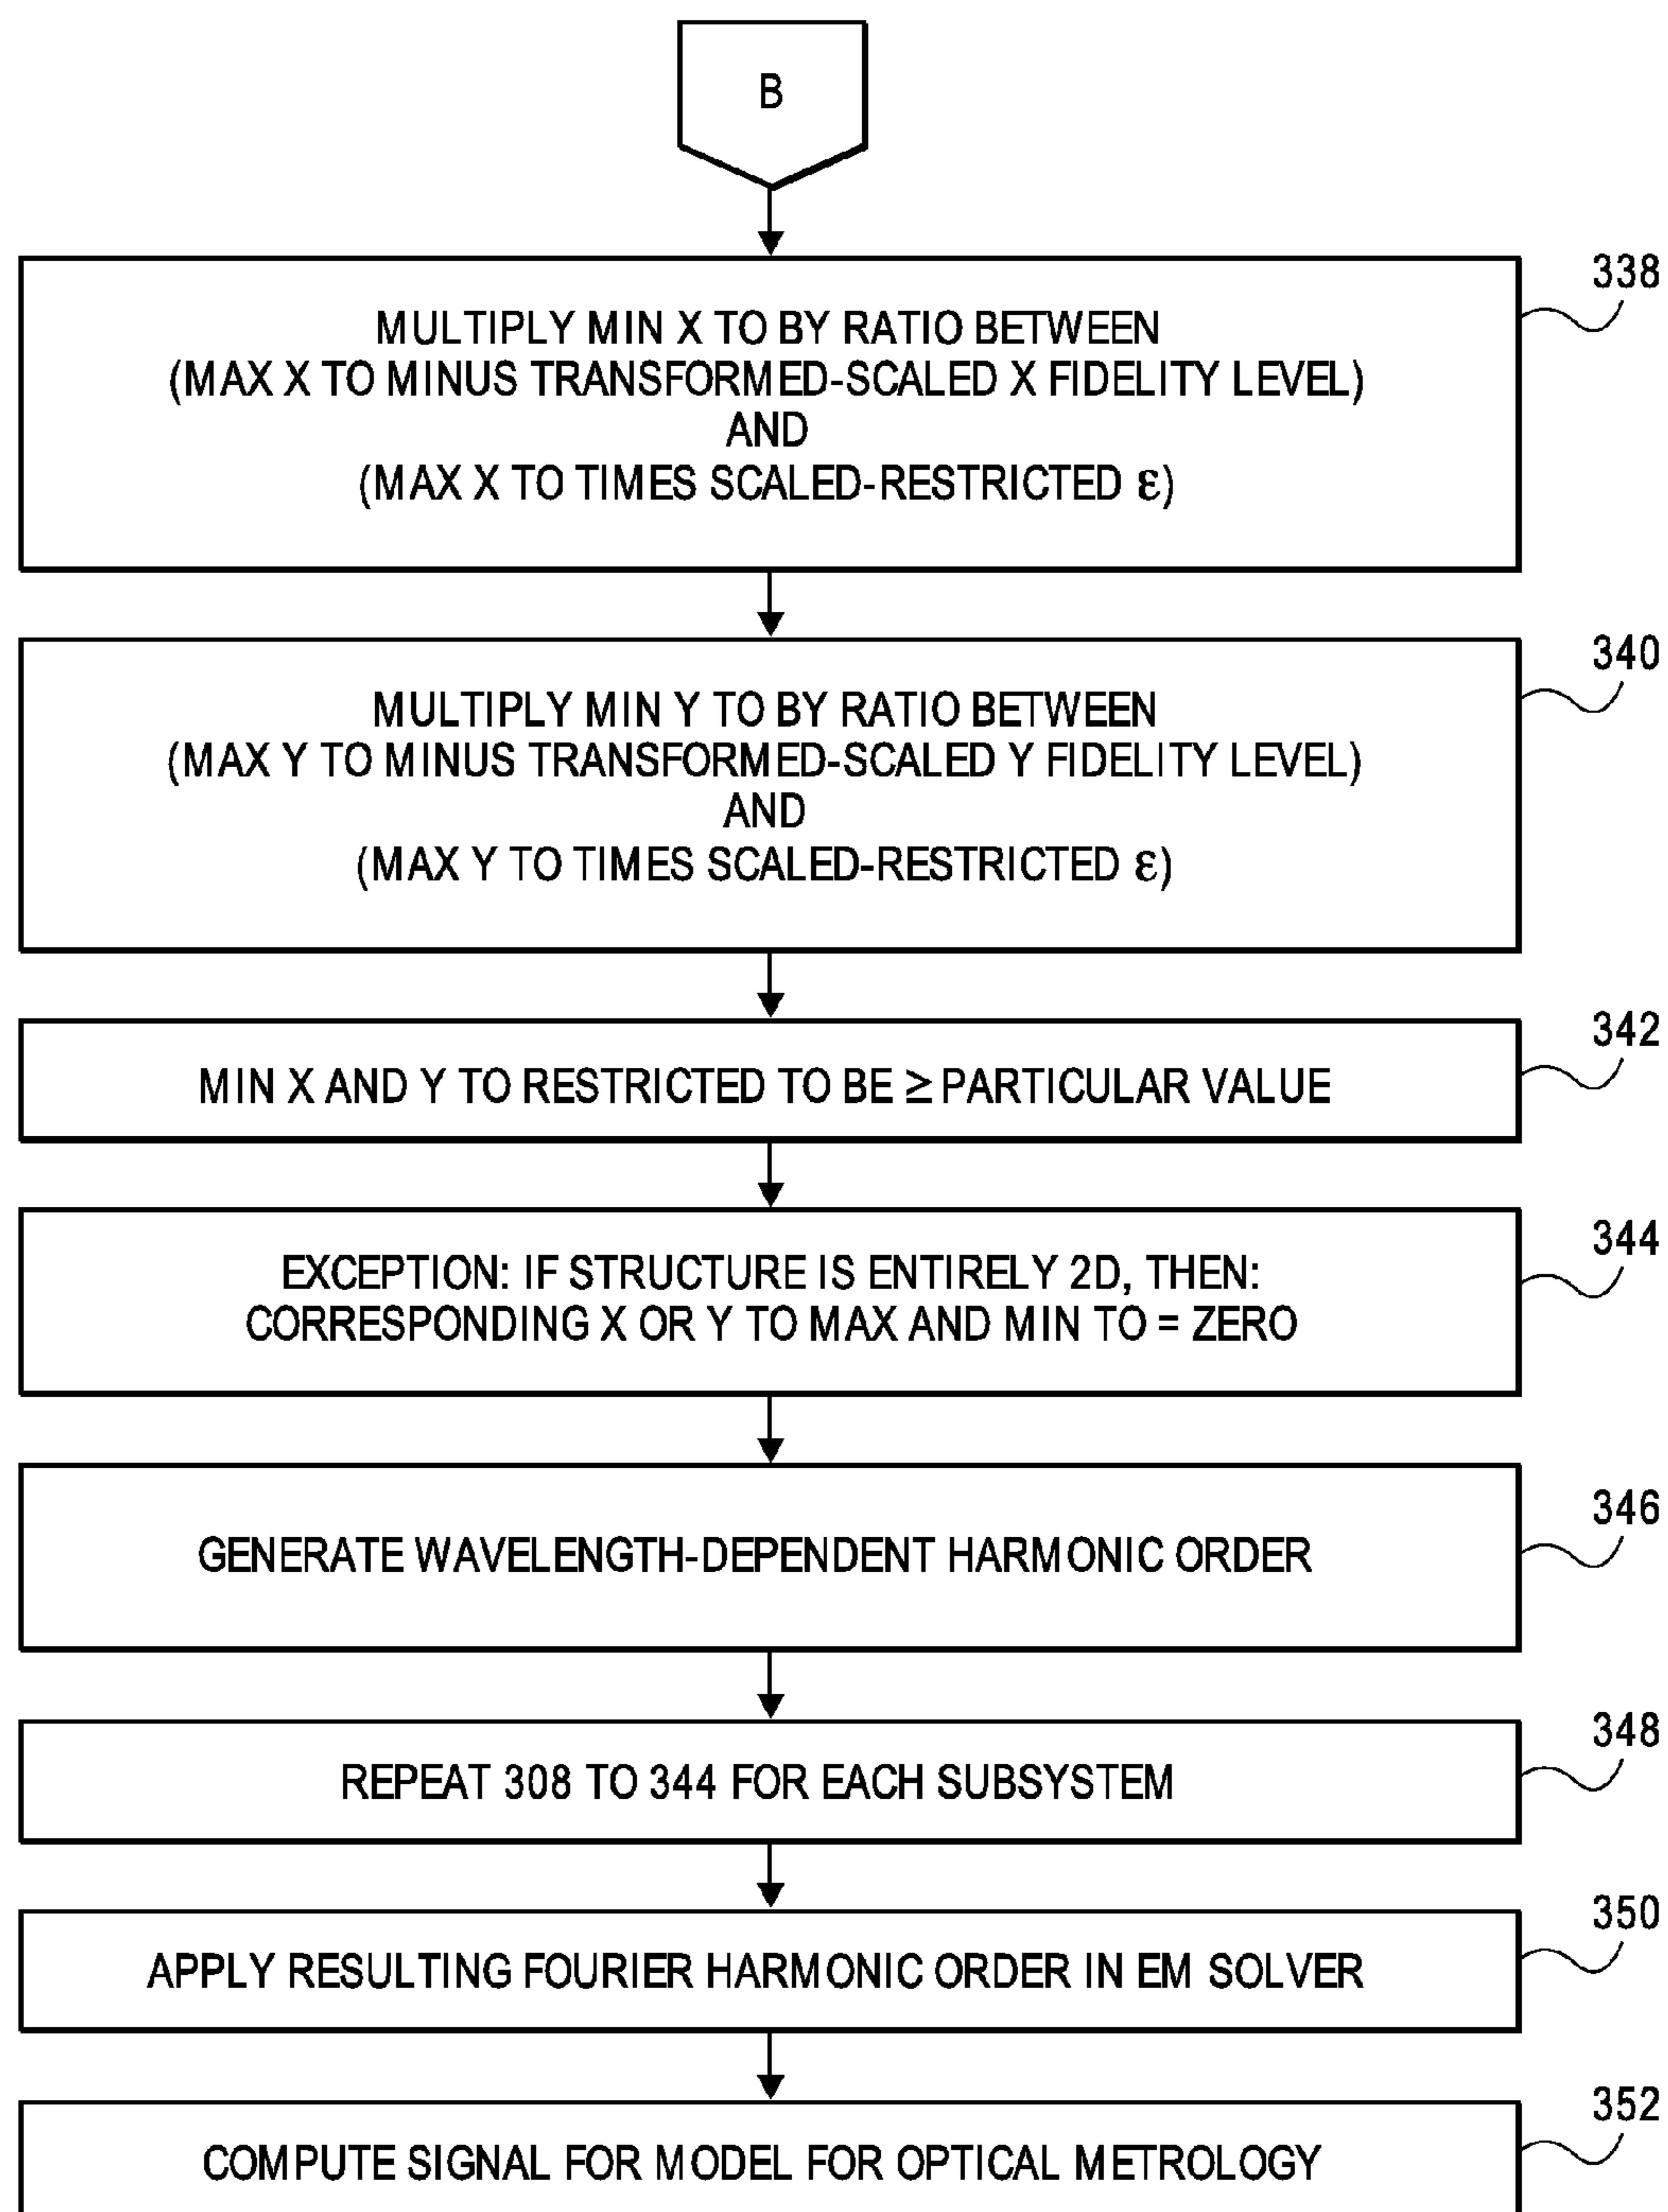 B
338
MULTIPLY MIN X TO BY RATIO BETWEEN
(MAX X TO MINUS TRANSFORMED-SCALED X FIDELITY LEVEL)
AND
(MAX X TO TIMES SCALED-RESTRICTED ε)
340
MULTIPLY MIN Y TO BY RATIO BETWEEN
(MAX Y TO MINUS TRANSFORMED-SCALED Y FIDELITY LEVEL)
AND
(MAX Y TO TIMES SCALED-RESTRICTED ε)
342
MIN X AND Y TO RESTRICTED TO BE ≥ PARTICULAR VALUE
344
EXCEPTION: IF STRUCTURE IS ENTIRELY 2D, THEN:
CORRESPONDING X OR Y TO MAX AND MIN TO = ZERO
346
GENERATE WAVELENGTH-DEPENDENT HARMONIC ORDER
348
REPEAT 308 TO 344 FOR EACH SUBSYSTEM
350
APPLY RESULTING FOURIER HARMONIC ORDER IN EM SOLVER
352
COMPUTE SIGNAL FOR MODEL FOR OPTICAL METROLOGY